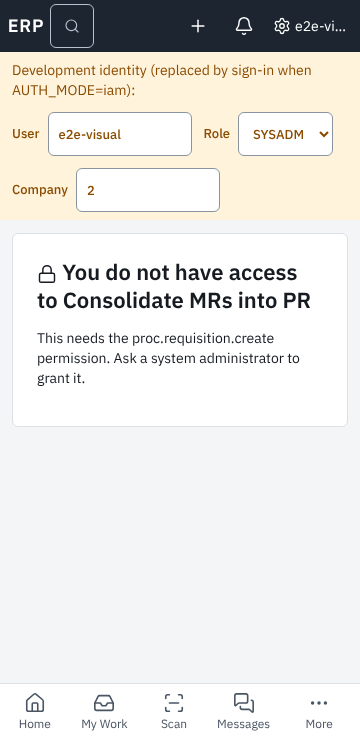 ERP
e2e-vi...
Development identity (replaced by sign-in when
AUTH_MODE=iam):
User e2e-visual Role SYSADM
Company 2
You do not have access
to Consolidate MRs into PR
This needs the proc.requisition.create
permission. Ask a system administrator to
grant it.
Home My Work Scan Messages More